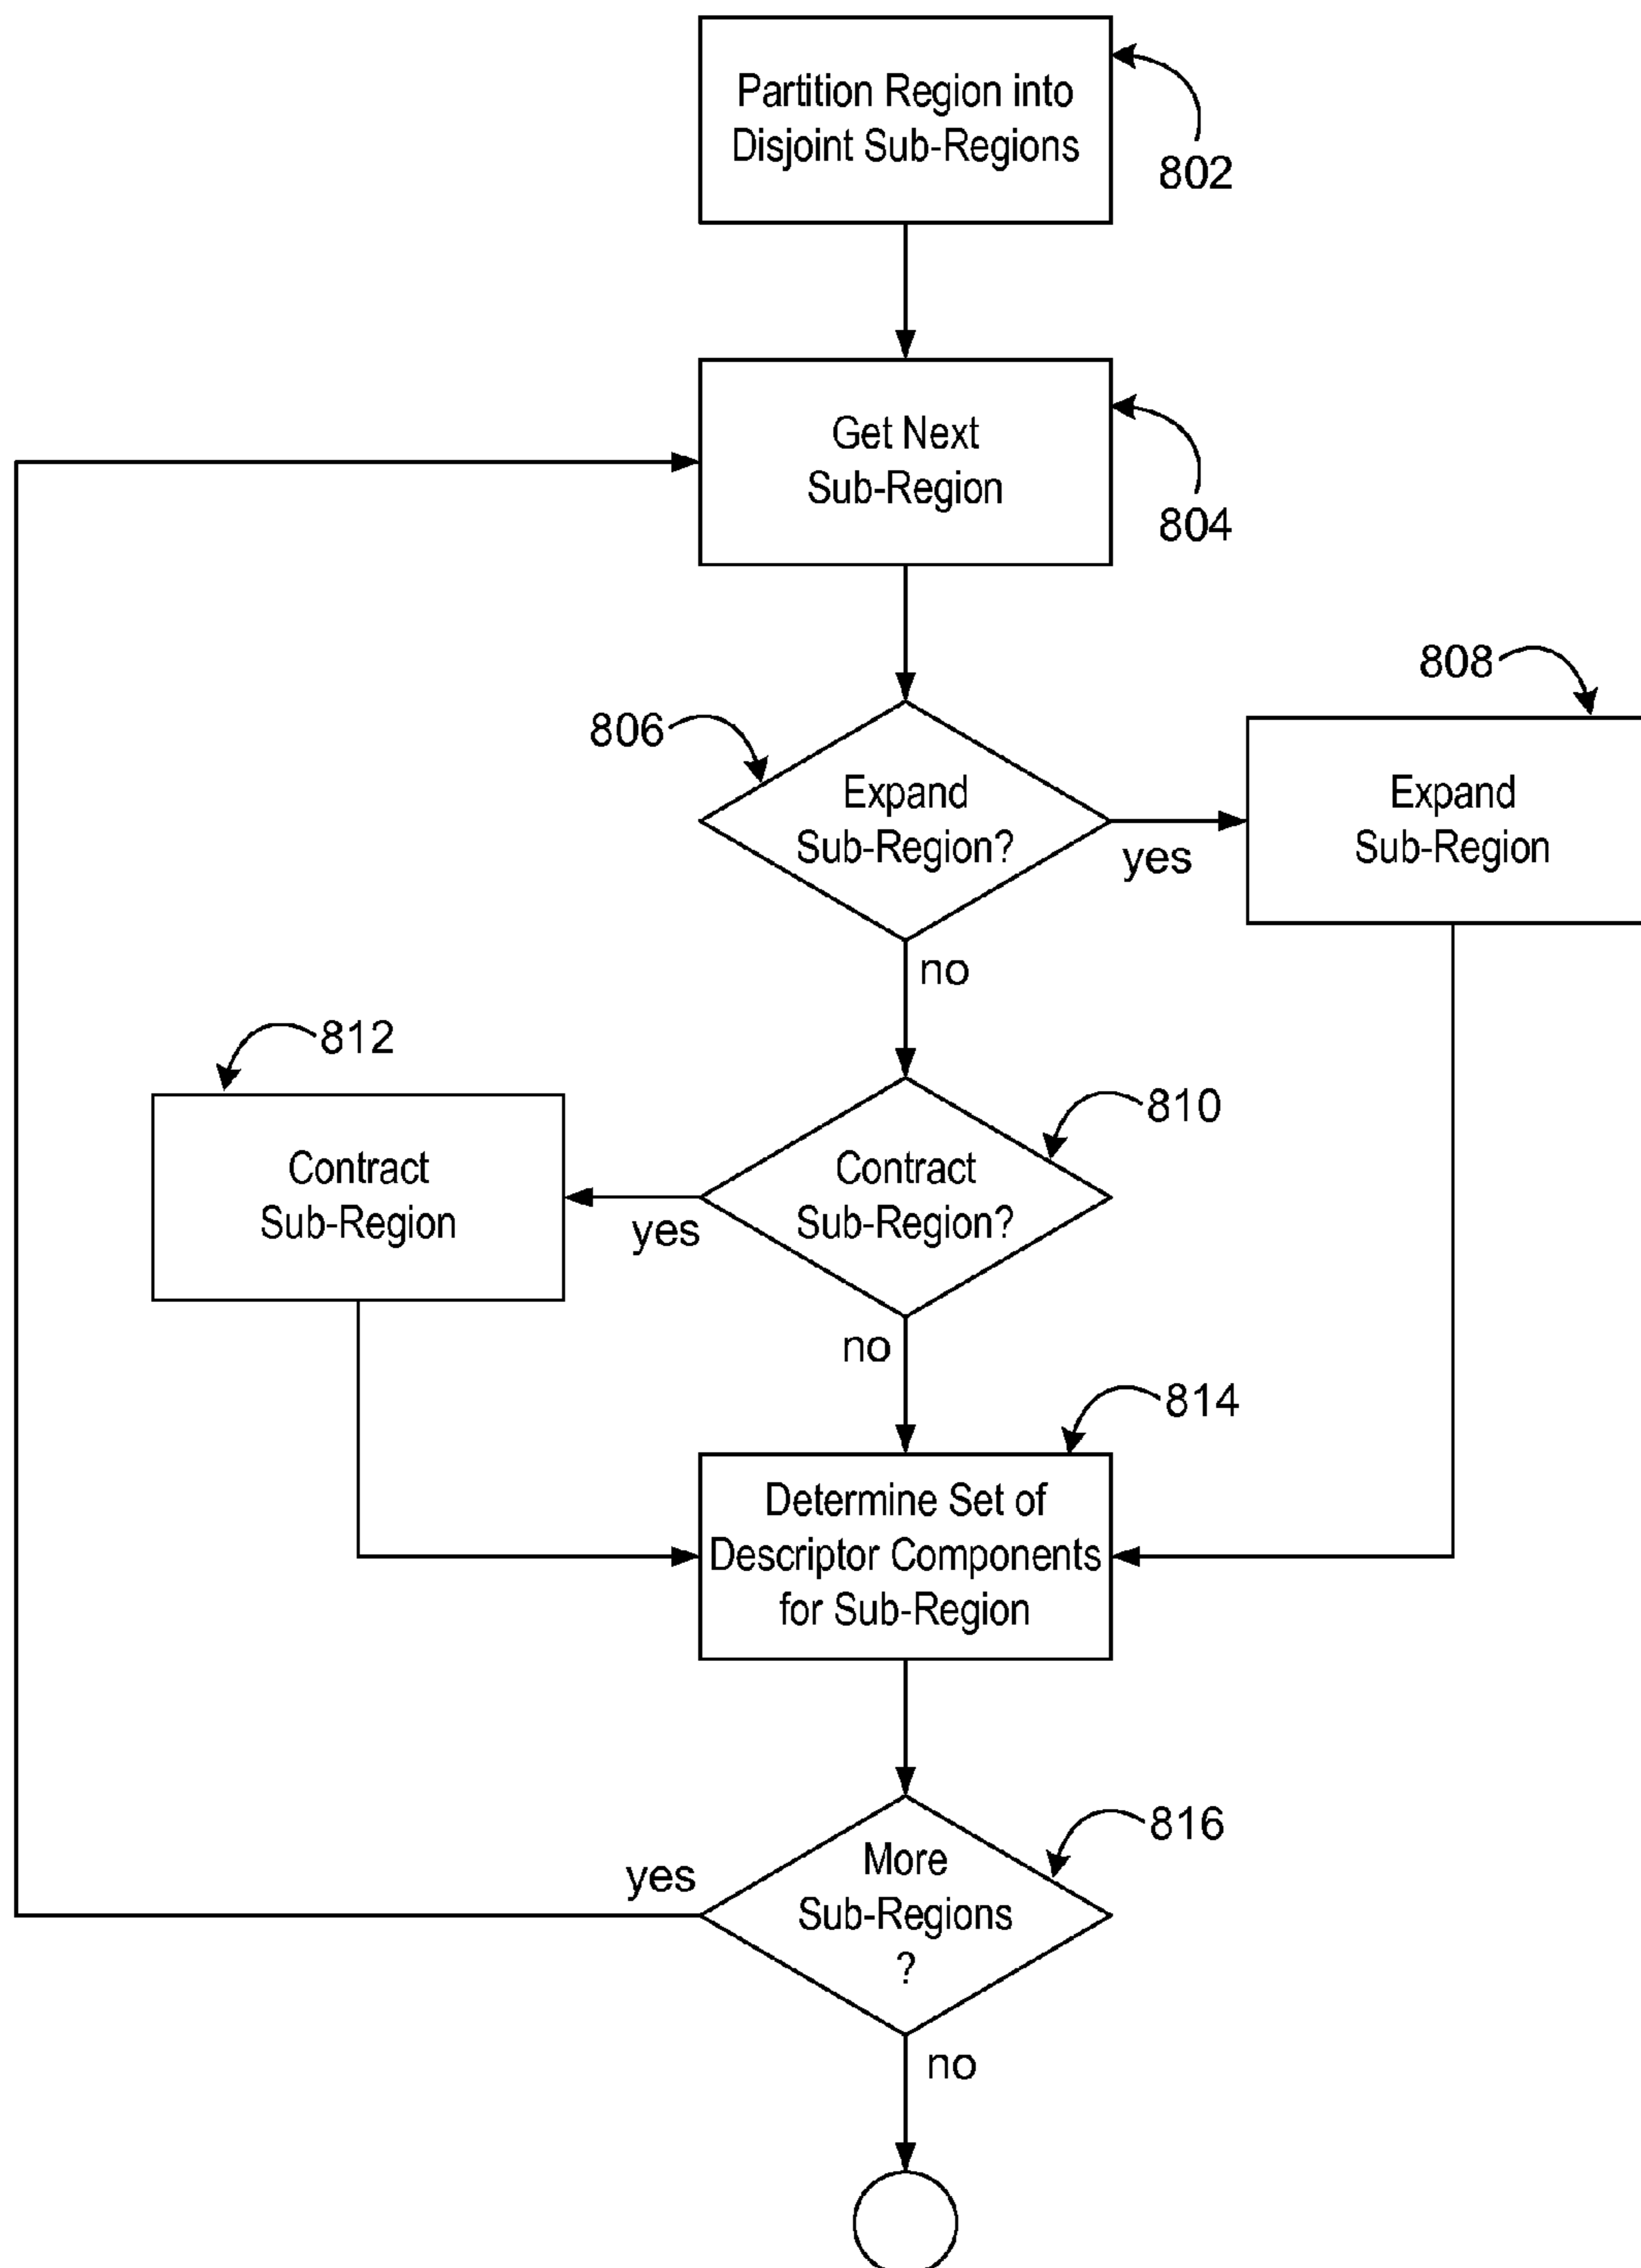 Partition Region into
Disjoint Sub-Regions
802
Get Next
Sub-Region
804
808
806
Expand
Sub-Region?
yes
Expand
Sub-Region
no
812
810
Contract
Sub-Region
yes
Contract
Sub-Region?
no
814
Determine Set of
Descriptor Components
for Sub-Region
816
yes
More
Sub-Regions
?
no